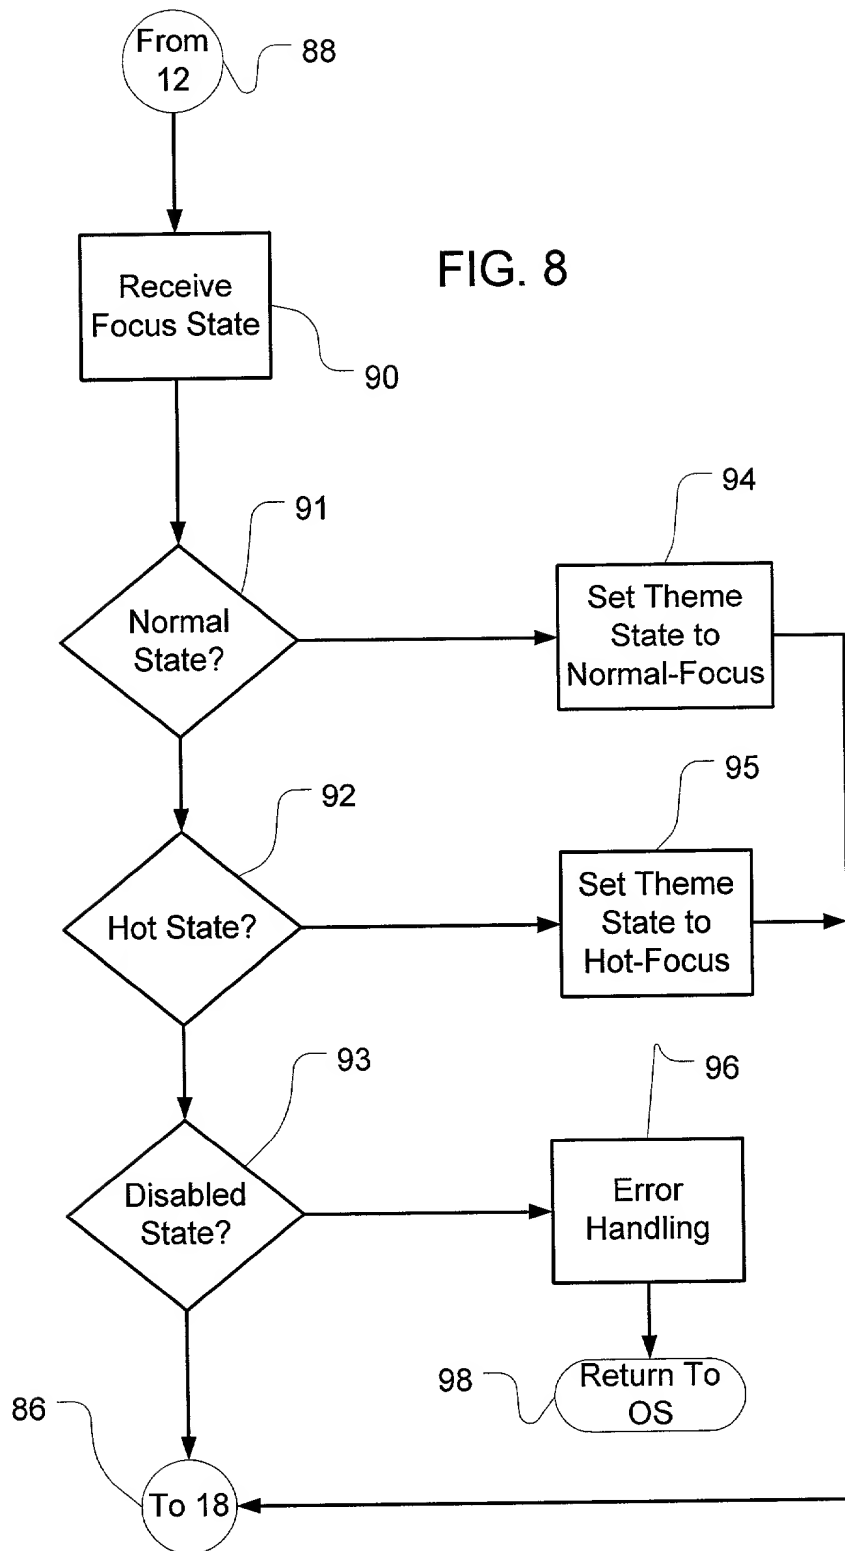 From
12
88
FIG. 8
Receive
Focus State
90
91
Normal
State?
94
Set Theme
State to
Normal-Focus
92
Hot State?
95
Set Theme
State to
Hot-Focus
93
Disabled
State?
96
Error
Handling
98
Return To
OS
86
To 18